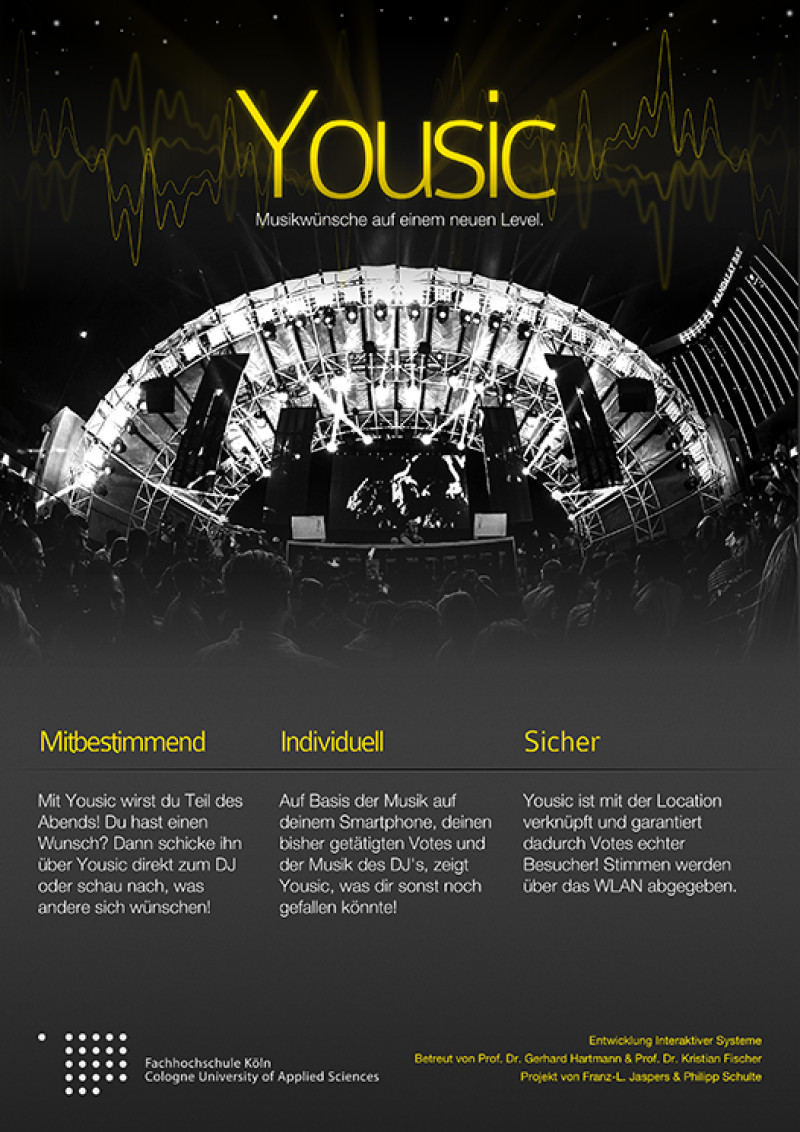 Yousic
Musikwünsche auf einem neuen Level.
MANDALAY BAY
Mitbestimmend
Mit Yousic wirst du Teil des
Abends! Du hast einen
Wunsch? Dann schicke ihn
über Yousic direkt zum DJ
oder schau nach, was
andere sich wünschen!
Individuell
Auf Basis der Musik auf
deinem Smartphone, deinen
bisher getätigten Votes und
der Musik des DJ's, zeigt
Yousic, was dir sonst noch
gefallen könnte!
Sicher
Yousic ist mit der Location
verknüpft und garantiert
dadurch Votes echter
Besucher! Stimmen werden
über das WLAN abgegeben.
Fachhochschule Köln
Cologne University of Applied Sciences
Entwicklung Interaktiver Systeme
Betreut von Prof. Dr. Gerhard Hartmann & Prof. Dr. Kristian Fischer
Projekt von Franz-L. Jaspers & Philipp Schulte